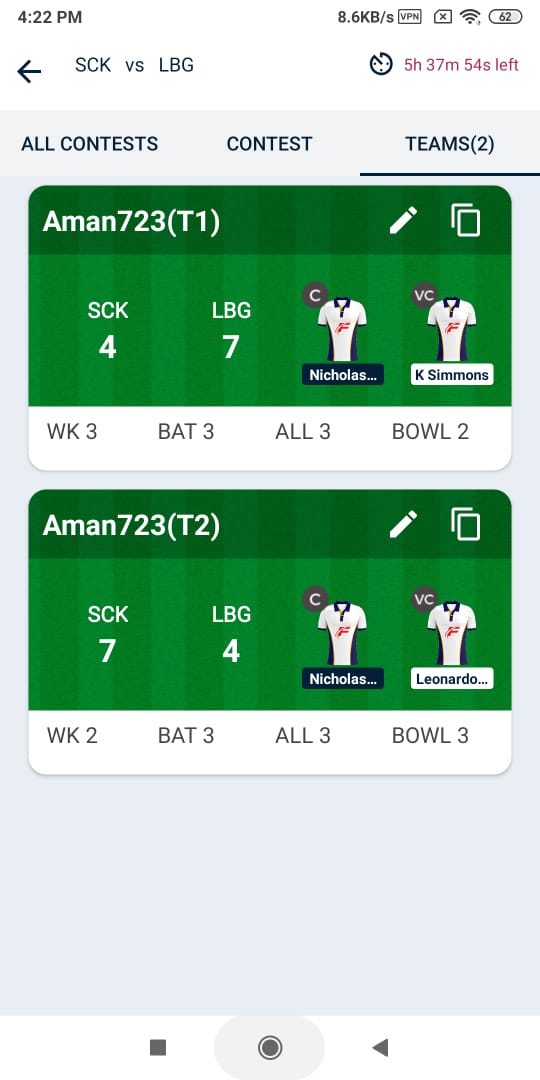 4:22 PM 8.6KB/s VPN 62
SCK vs LBG 5h 37m 54s left
ALL CONTESTS CONTEST TEAMS(2)
Aman723(T1)
C VC
SCK LBG
4 7
Nicholas... K Simmons
WK 3 BAT 3 ALL 3 BOWL 2
Aman723(T2)
C VC
SCK LBG
7 4
Nicholas... Leonardo...
WK 2 BAT 3 ALL 3 BOWL 3